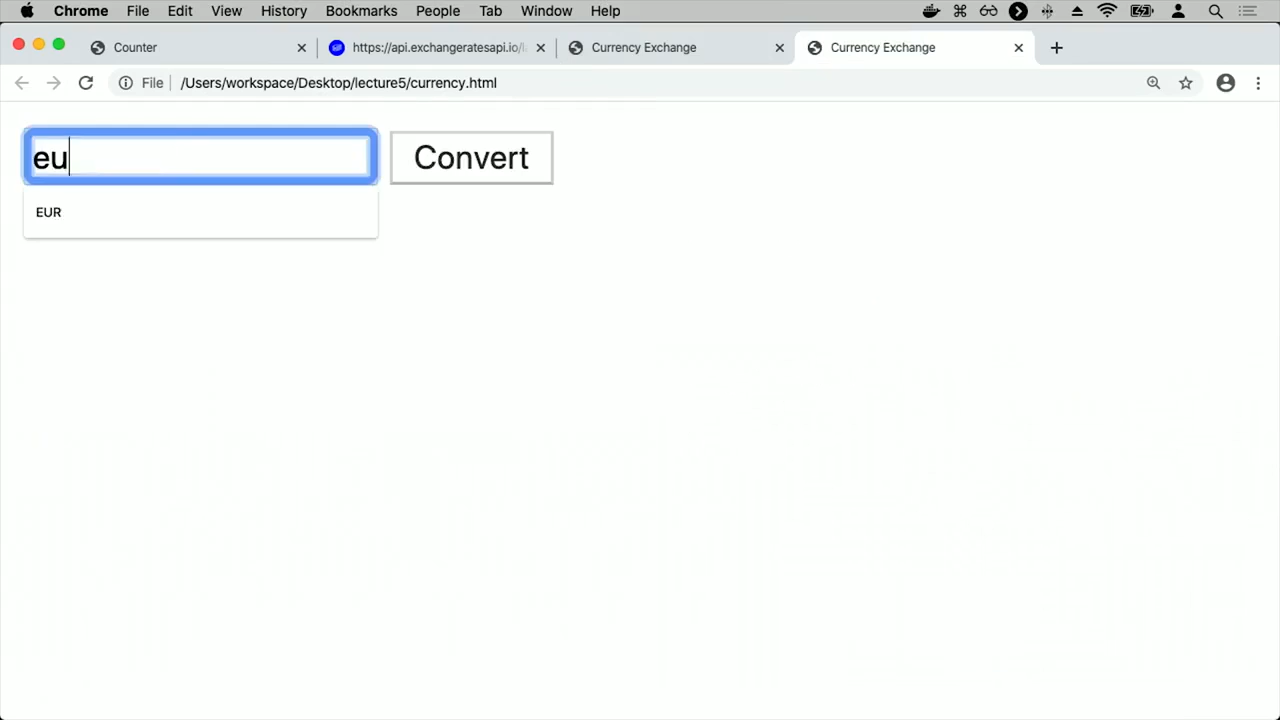 Chrome File Edit View History Bookmarks People Tab Window Help
Counter
https://api.exchangeratesapi.io/
Currency Exchange
Currency Exchange
File /Users/workspace/Desktop/lecture5/currency.html
eu
Convert
EUR